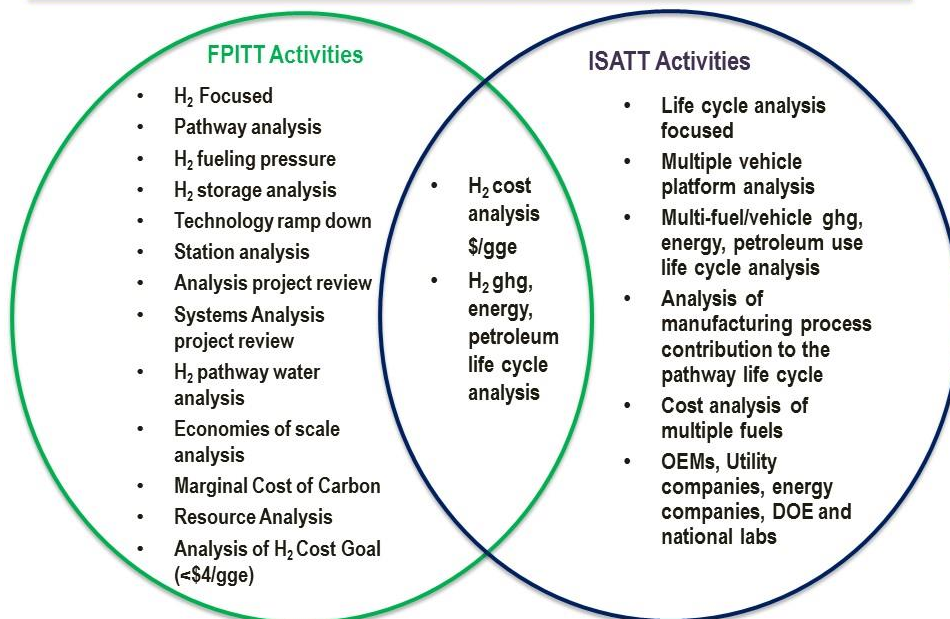 FPITT Activities
• H₂ Focused
• Pathway analysis
• H₂ fueling pressure
• H₂ storage analysis
• Technology ramp down
• Station analysis
• Analysis project review
• Systems Analysis
project review
• H₂ pathway water
analysis
• Economies of scale
analysis
• Marginal Cost of Carbon
• Resource Analysis
• Analysis of H₂ Cost Goal
(<$4/gge)
• H₂ cost
analysis
$/gge
• H₂ ghg,
energy,
petroleum
life cycle
analysis
ISATT Activities
• Life cycle analysis
focused
• Multiple vehicle
platform analysis
• Multi-fuel/vehicle ghg,
energy, petroleum use
life cycle analysis
• Analysis of
manufacturing process
contribution to the
pathway life cycle
• Cost analysis of
multiple fuels
• OEMs, Utility
companies, energy
companies, DOE and
national labs